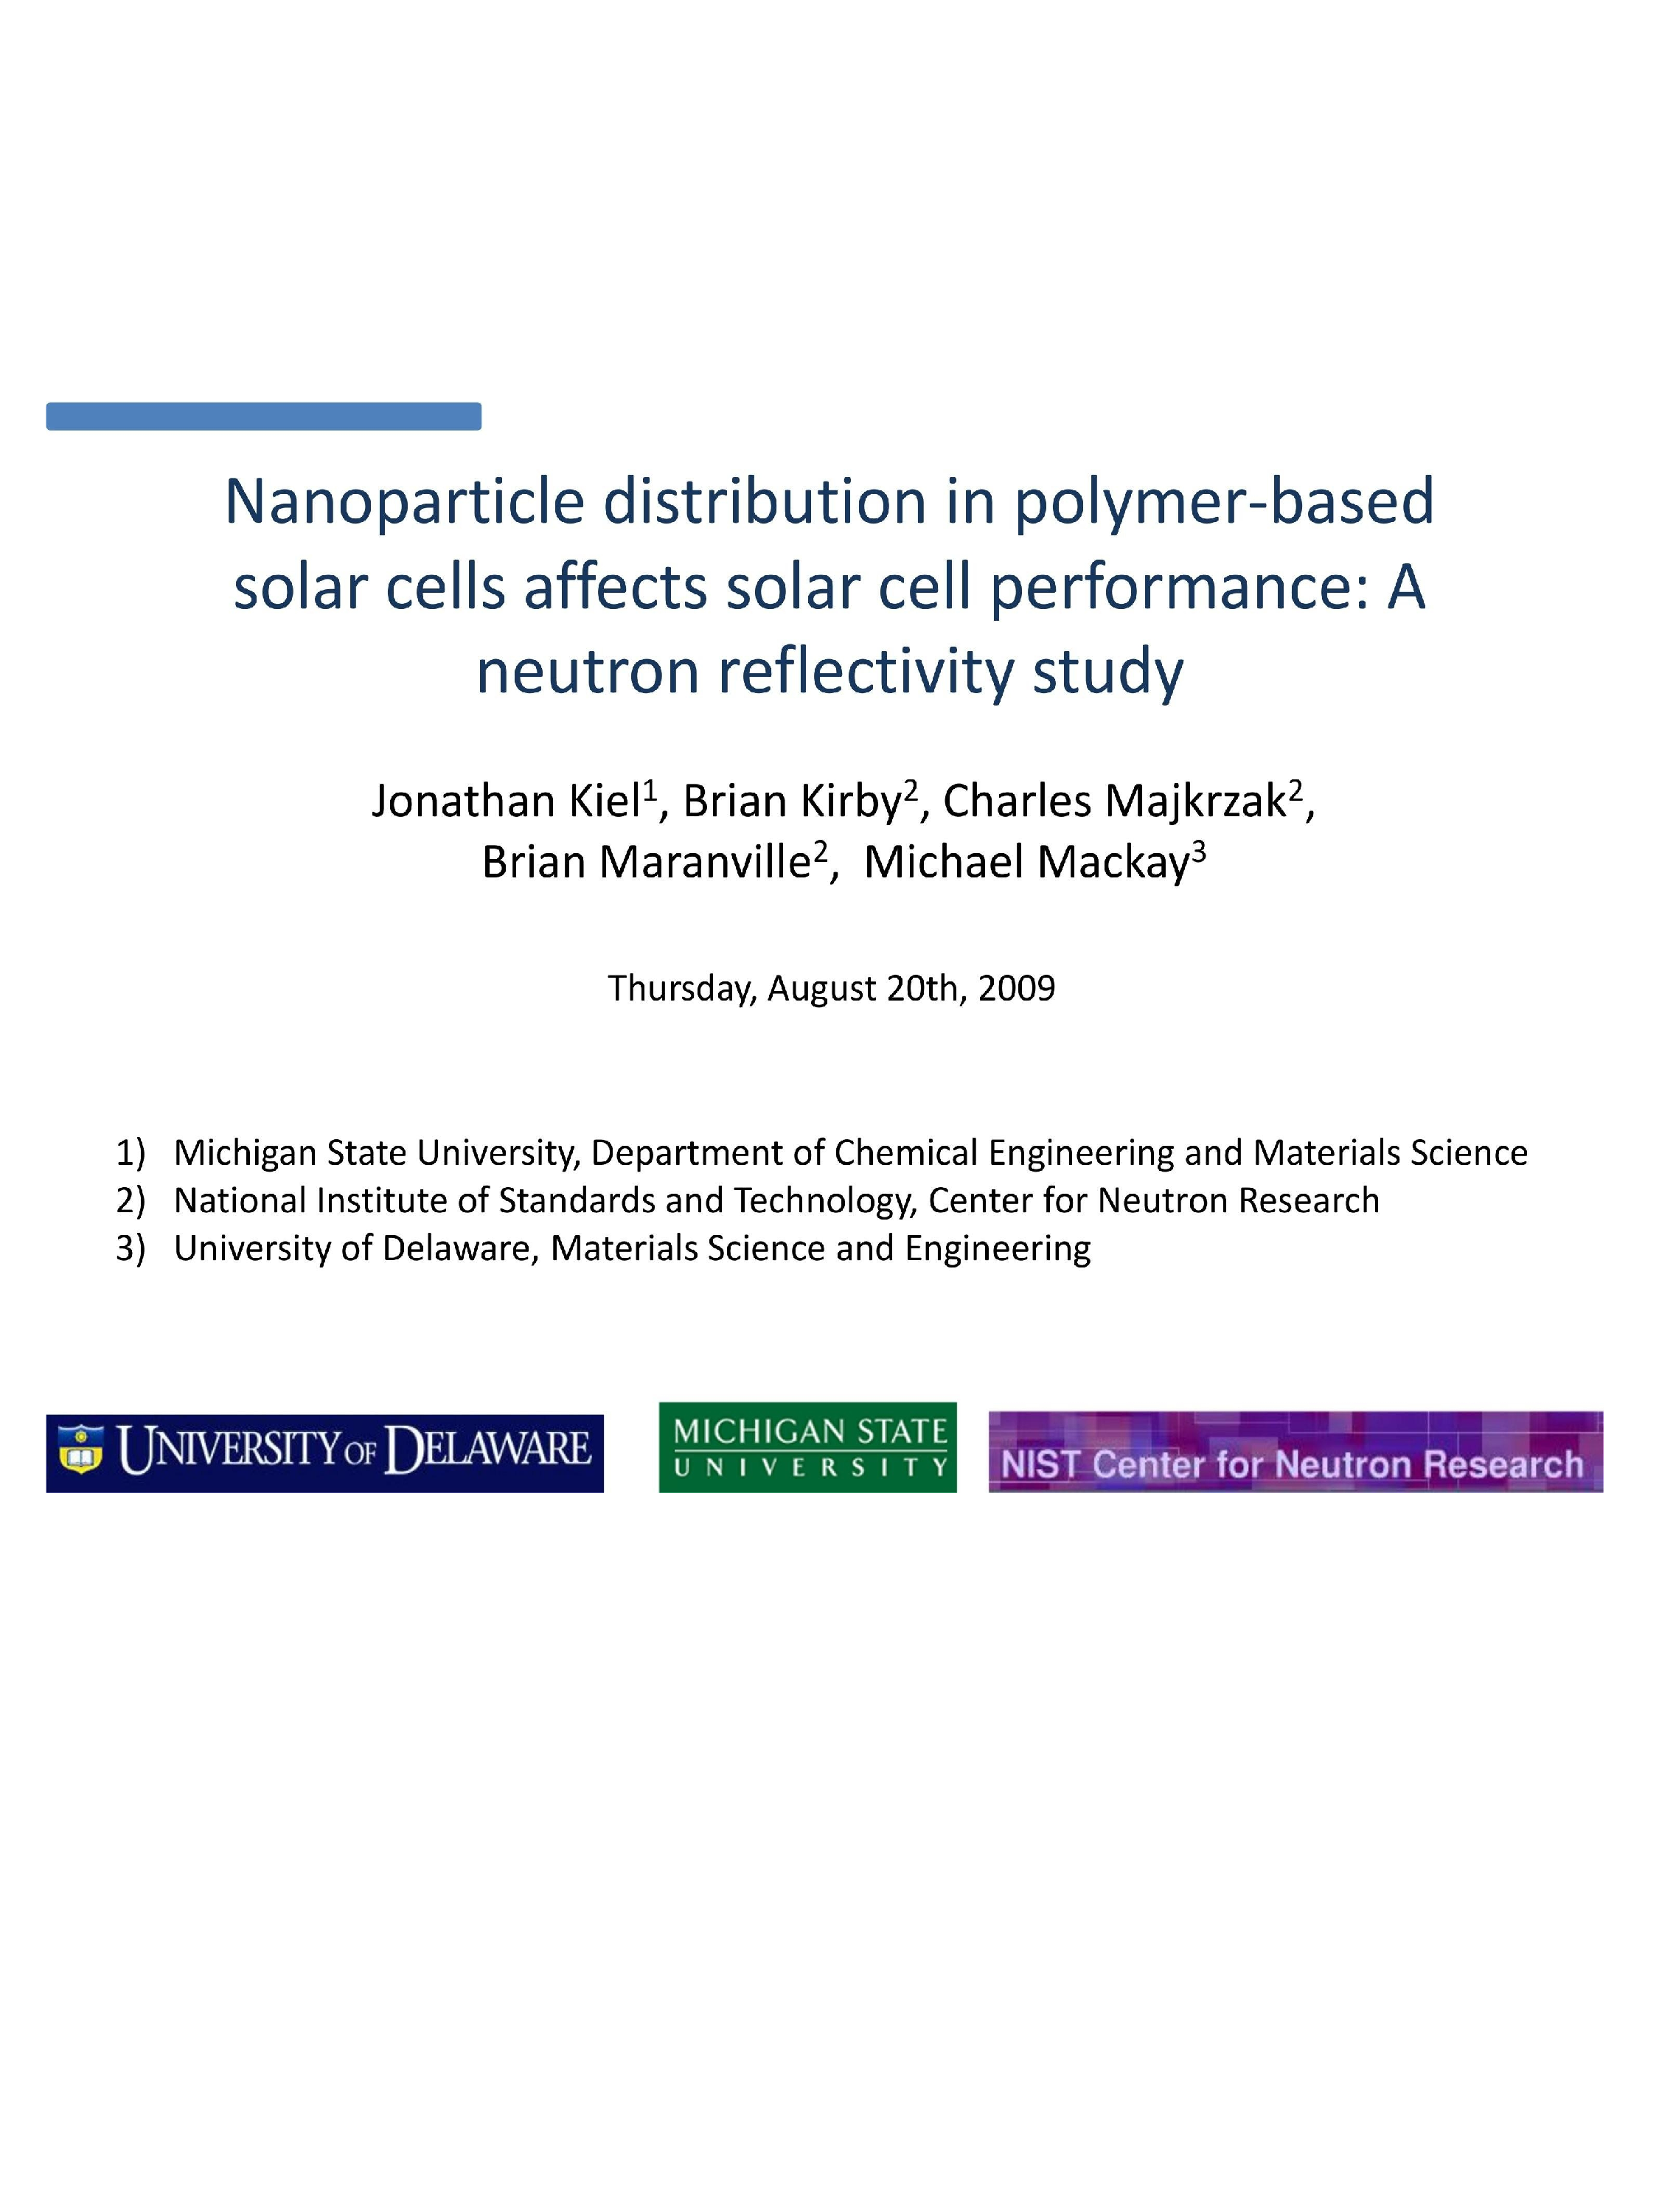 Nanoparticle distribution in polymer-based
solar cells affects solar cell performance: A
neutron reflectivity study
Jonathan Kiel¹, Brian Kirby², Charles Majkrzak²,
Brian Maranville², Michael Mackay³
Thursday, August 20th, 2009
1) Michigan State University, Department of Chemical Engineering and Materials Science
2) National Institute of Standards and Technology, Center for Neutron Research
3) University of Delaware, Materials Science and Engineering
UNIVERSITY OF DELAWARE
MICHIGAN STATE
UNIVERSITY
NIST Center for Neutron Research